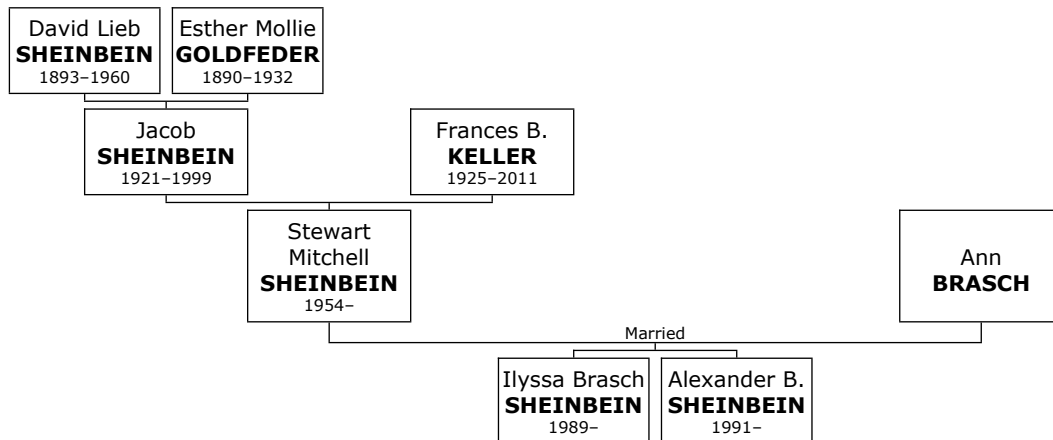 David Lieb
SHEINBEIN
1893–1960
Esther Mollie
GOLDFEDER
1890–1932
Jacob
SHEINBEIN
1921–1999
Frances B.
KELLER
1925–2011
Stewart
Mitchell
SHEINBEIN
1954–
Ann
BRASCH
Married
Ilyssa Brasch
SHEINBEIN
1989–
Alexander B.
SHEINBEIN
1991–